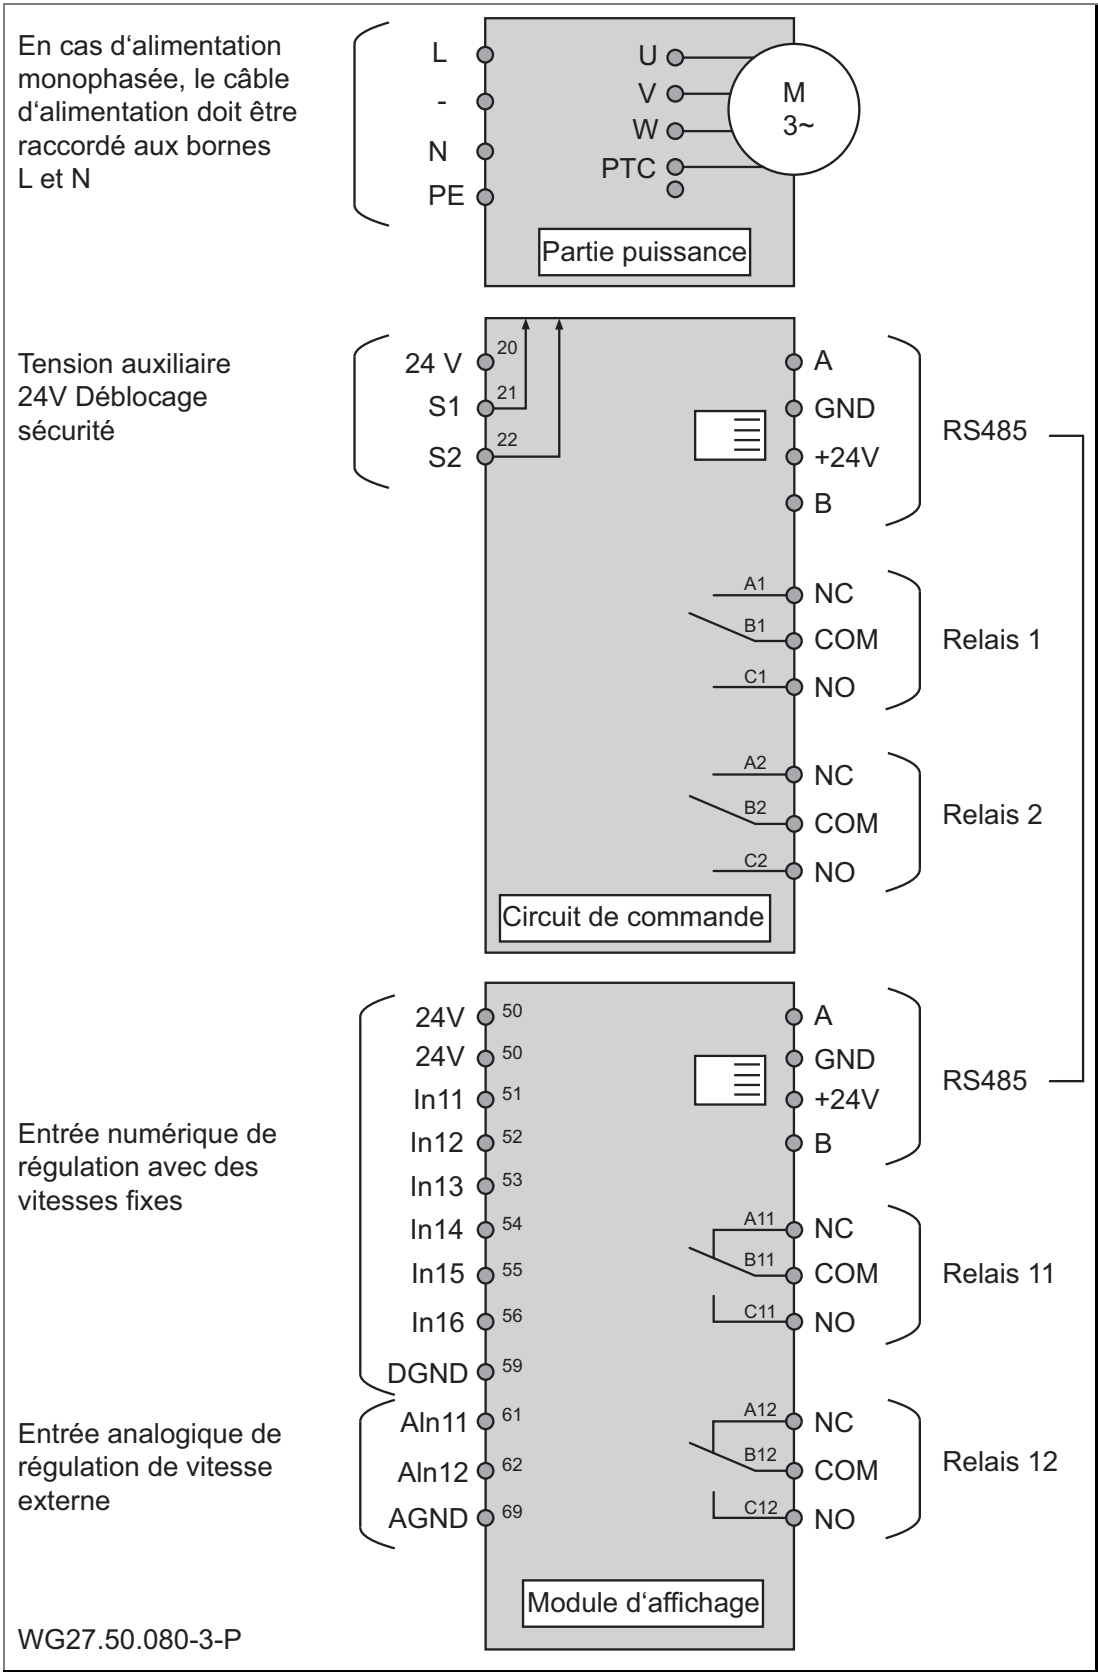 En cas d‘alimentation
monophasée, le câble
d‘alimentation doit être
raccordé aux bornes
L et N
L
-
N
PE
U
V
W
PTC
M
3~
Partie puissance
Tension auxiliaire
24V Déblocage
sécurité
24 V 20
S1 21
S2 22
A
GND
+24V
B
RS485
A1 NC
B1 COM
C1 NO
Relais 1
A2 NC
B2 COM
C2 NO
Relais 2
Circuit de commande
Entrée numérique de
régulation avec des
vitesses fixes
24V 50
24V 50
In11 51
In12 52
In13 53
In14 54
In15 55
In16 56
DGND 59
A
GND
+24V
B
RS485
A11 NC
B11 COM
C11 NO
Relais 11
Entrée analogique de
régulation de vitesse
externe
AIn11 61
AIn12 62
AGND 69
A12 NC
B12 COM
C12 NO
Relais 12
Module d‘affichage
WG27.50.080-3-P